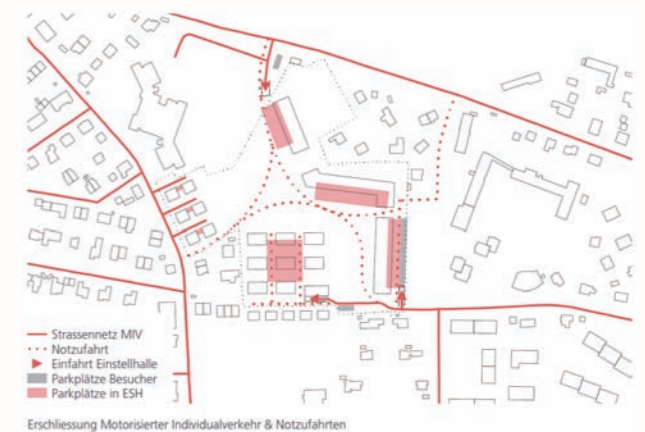 Strassennetz MIV
Notzufahrt
Einfahrt Einstellhalle
Parkplätze Besucher
Parkplätze in ESH
Erschliessung Motorisierter Individualverkehr & Notzufahrten